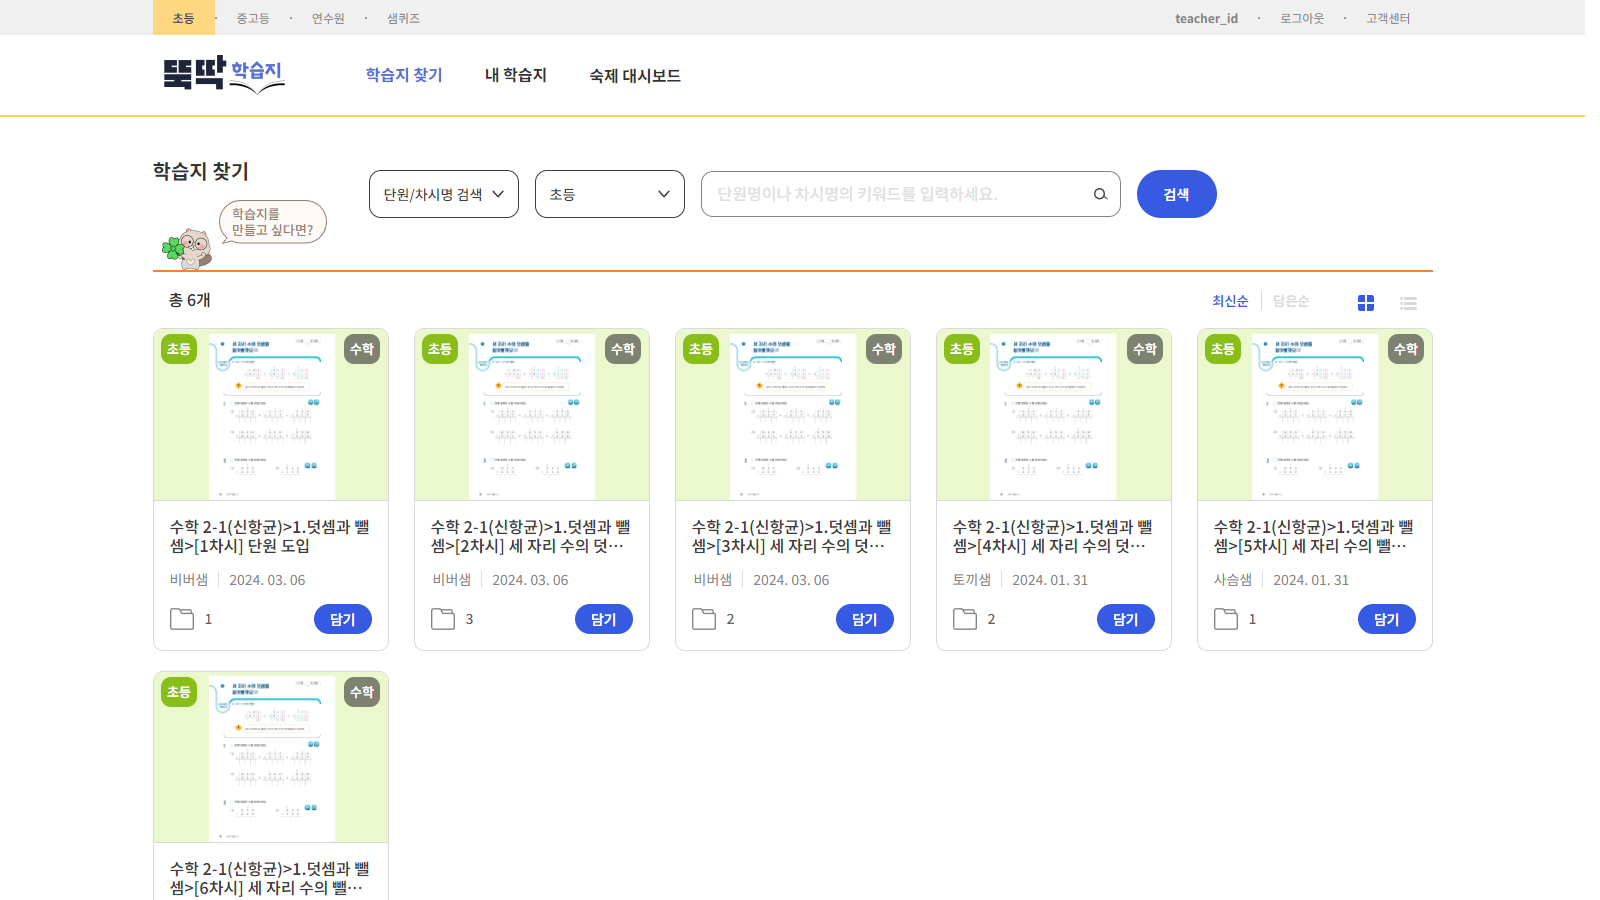 초등 · 중고등 · 연수원 · 샘퀴즈
teacher_id · 로그아웃 · 고객센터
뚝딱 학습지
학습지 찾기
내 학습지
숙제 대시보드
학습지 찾기
학습지를
만들고 싶다면?
단원/차시명 검색
초등
단원명이나 차시명의 키워드를 입력하세요.
검색
총 6개
최신순
담은순
초등
수학
수학 2-1(신항균)>1.덧셈과 뺄
셈>[1차시] 단원 도입
비버샘
2024. 03. 06
1
담기
초등
수학
수학 2-1(신항균)>1.덧셈과 뺄
셈>[2차시] 세 자리 수의 덧…
비버샘
2024. 03. 06
3
담기
초등
수학
수학 2-1(신항균)>1.덧셈과 뺄
셈>[3차시] 세 자리 수의 덧…
비버샘
2024. 03. 06
2
담기
초등
수학
수학 2-1(신항균)>1.덧셈과 뺄
셈>[4차시] 세 자리 수의 덧…
토끼샘
2024. 01. 31
2
담기
초등
수학
수학 2-1(신항균)>1.덧셈과 뺄
셈>[5차시] 세 자리 수의 뺄…
사슴샘
2024. 01. 31
1
담기
초등
수학
수학 2-1(신항균)>1.덧셈과 뺄
셈>[6차시] 세 자리 수의 뺄…